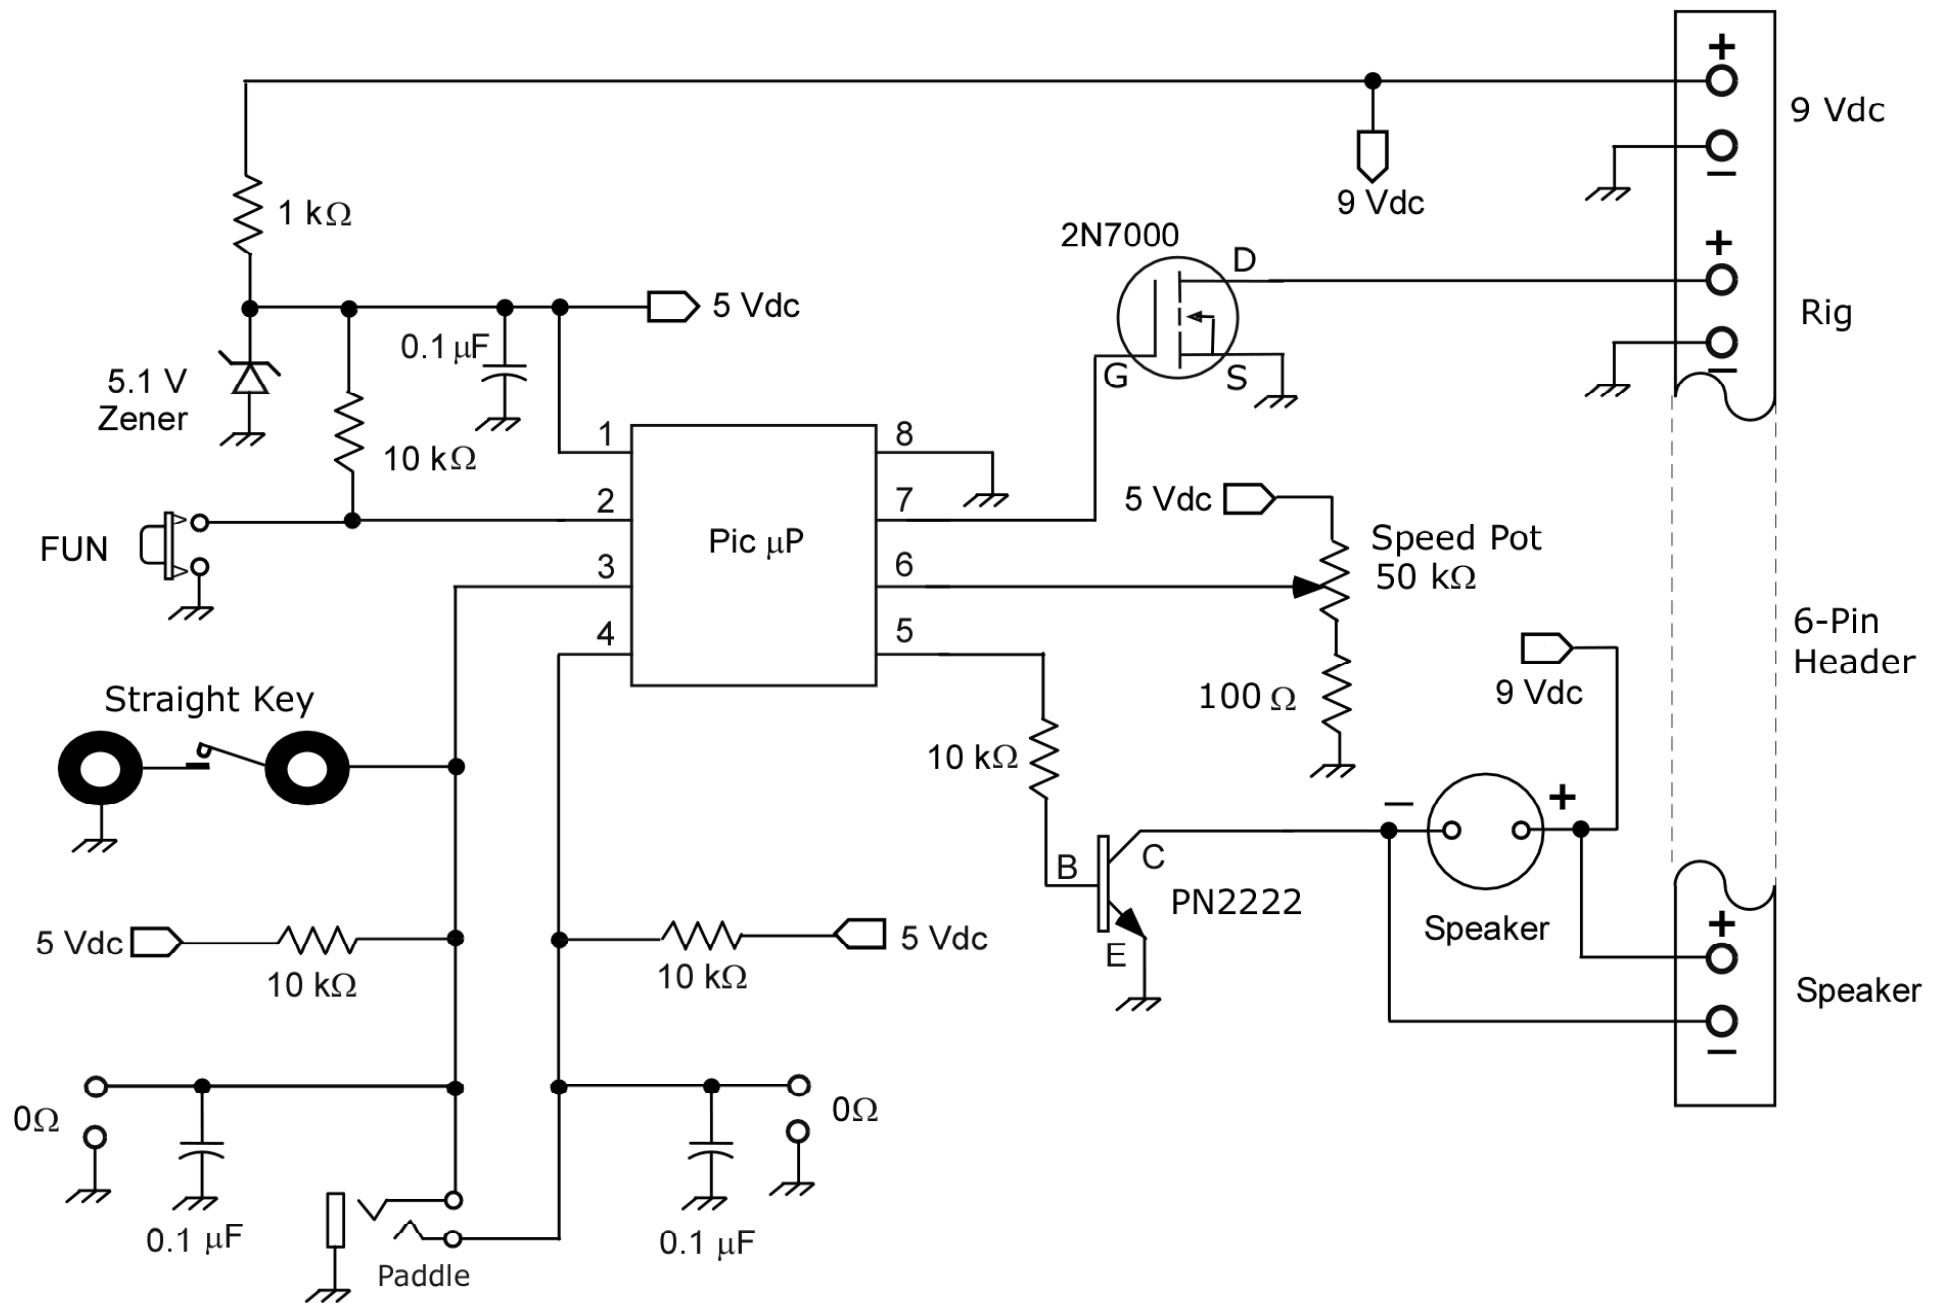 +
9 Vdc
−
9 Vdc
1 kΩ
2N7000
D
+
Rig
−
G
S
5 Vdc
0.1 μF
5.1 V
Zener
10 kΩ
1
8
2
7
Pic μP
3
6
4
5
FUN
5 Vdc
Speed Pot
50 kΩ
100 Ω
6-Pin
Header
9 Vdc
Straight Key
10 kΩ
B
C
E
PN2222
−
+
Speaker
5 Vdc
10 kΩ
10 kΩ
5 Vdc
+
Speaker
−
0Ω
0.1 μF
0Ω
0.1 μF
Paddle